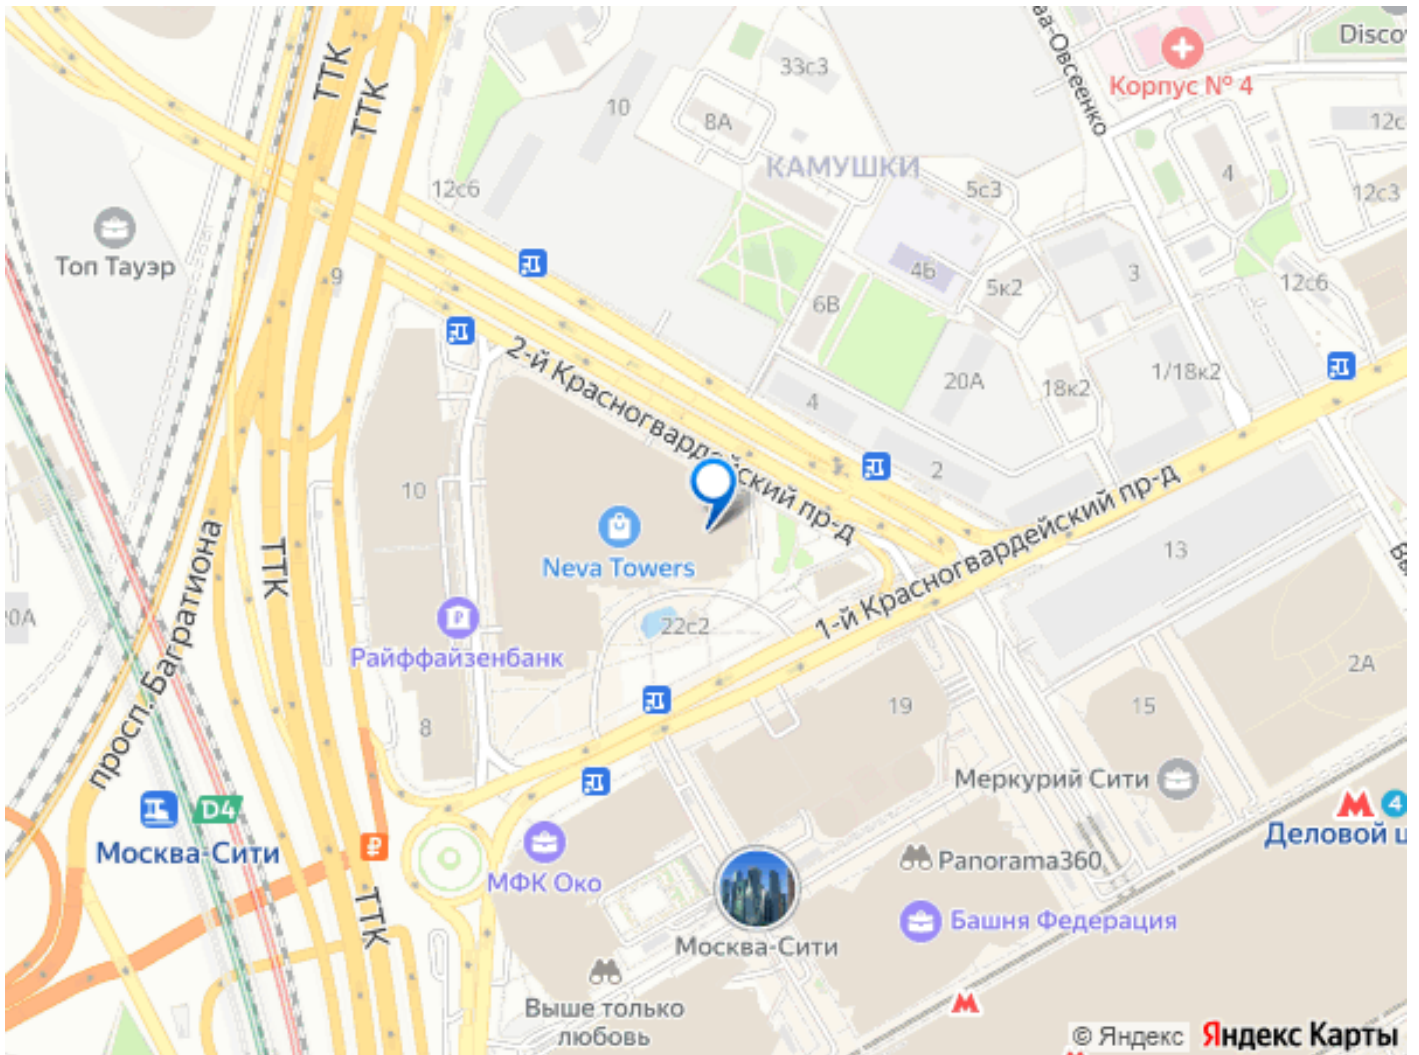 ТТК
ТТК
33с3
Disco
Корпус № 4
10
8А
12с
КАМУШКИ
12с6
5с3
4
12с3
Топ Тауэр
9
4Б
5к2
3
12с6
6В
2-й Красногвардейский пр-д
20А
18к2
1/18к2
4
2
10
Neva Towers
1-й Красногвардейский пр-д
13
ТТК
просп. Багратиона
20А
22с2
Райффайзенбанк
2А
8
19
15
Меркурий Сити
D4
Москва-Сити
4
Деловой ц
МФК Око
Panorama360
ТТК
Башня Федерация
Москва-Сити
Выше только
любовь
© Яндекс
Яндекс Карты